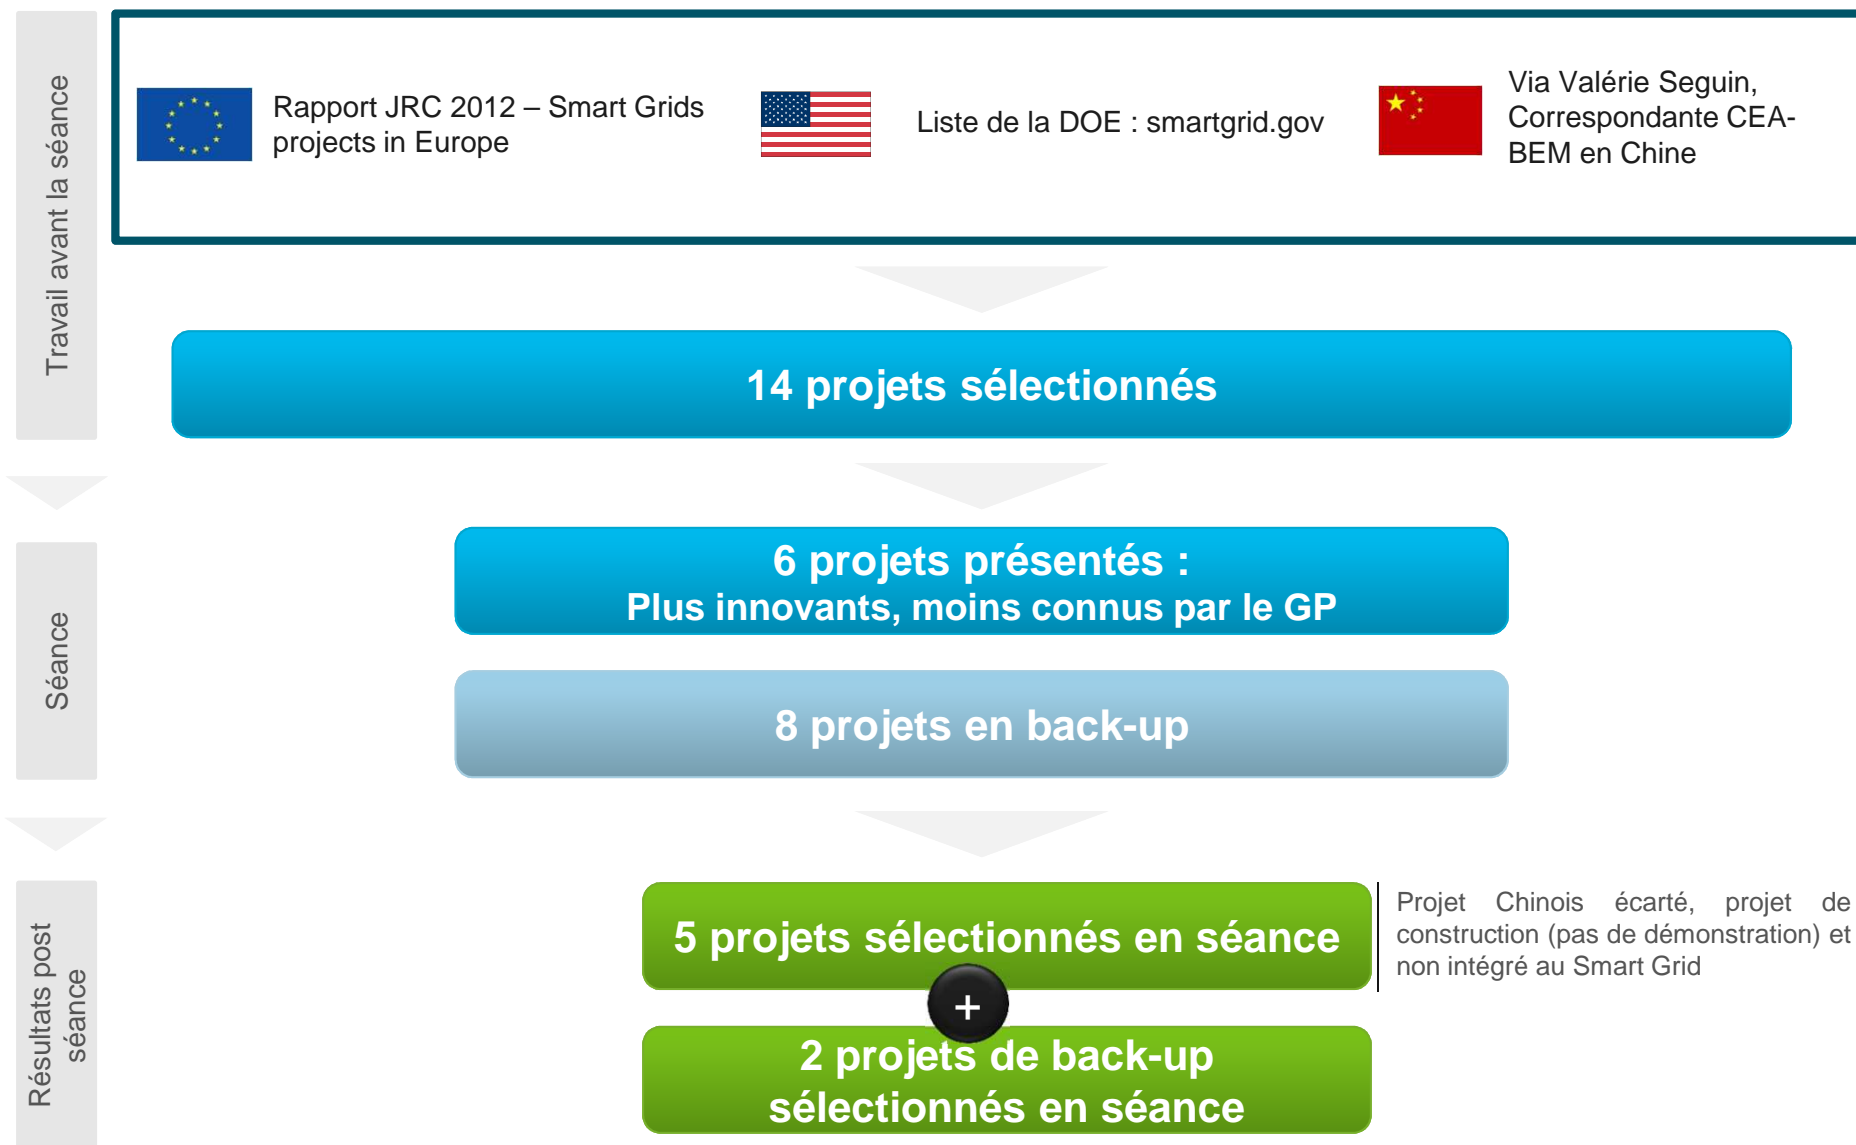 Travail avant la séance
Rapport JRC 2012 – Smart Grids
projects in Europe
Liste de la DOE : smartgrid.gov
Via Valérie Seguin,
Correspondante CEA-
BEM en Chine
14 projets sélectionnés
Séance
6 projets présentés :
Plus innovants, moins connus par le GP
8 projets en back-up
Résultats post
séance
5 projets sélectionnés en séance
Projet Chinois écarté, projet de
construction (pas de démonstration) et
non intégré au Smart Grid
+
2 projets de back-up
sélectionnés en séance